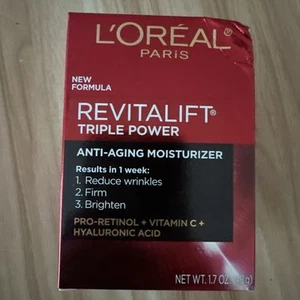 L'ORÉAL
PARIS
NEW
FORMULA
REVITALIFT®
TRIPLE POWER
ANTI-AGING MOISTURIZER
Results in 1 week:
1. Reduce wrinkles
2. Firm
3. Brighten
PRO-RETINOL + VITAMIN C +
HYALURONIC ACID
NET WT. 1.7 OZ.